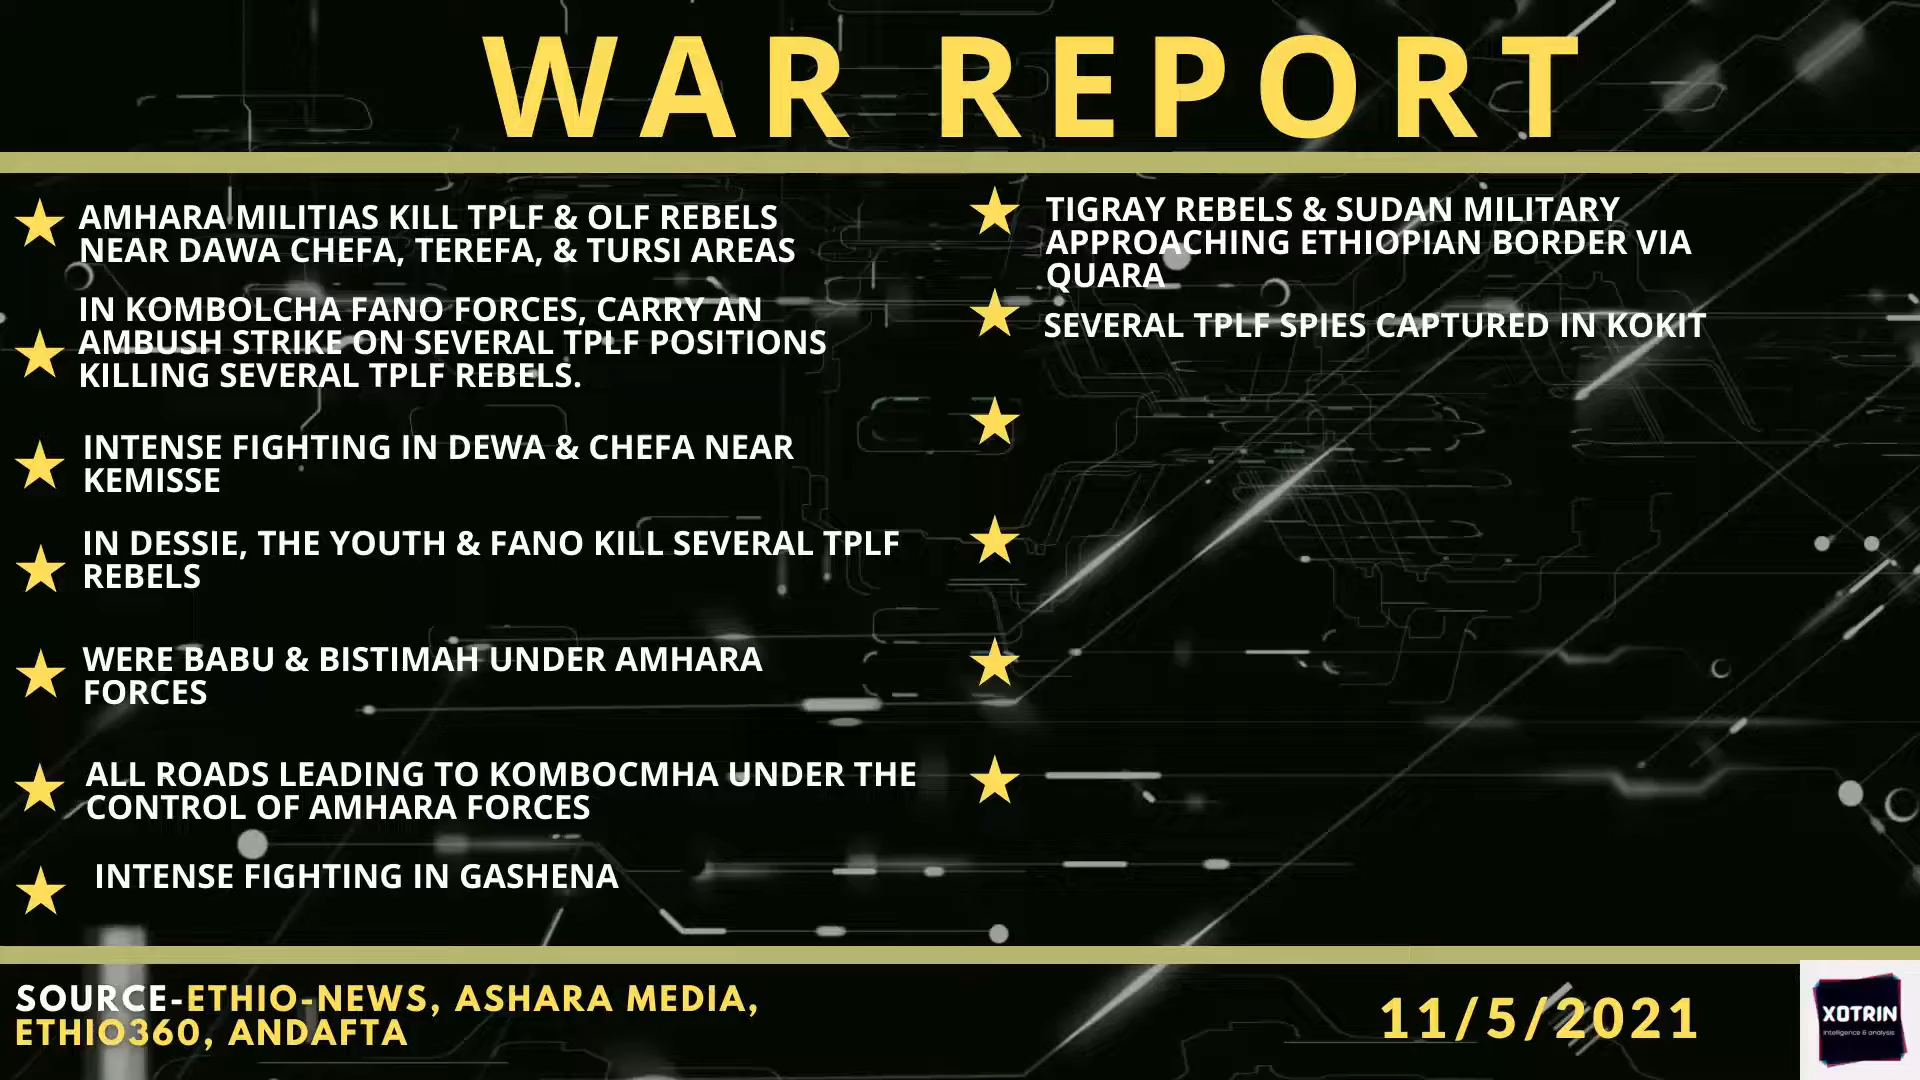 WAR REPORT
AMHARA MILITIAS KILL TPLF & OLF REBELS
NEAR DAWA CHEFA, TEREFA, & TURSI AREAS
IN KOMBOLCHA FANO FORCES, CARRY AN
AMBUSH STRIKE ON SEVERAL TPLF POSITIONS
KILLING SEVERAL TPLF REBELS.
INTENSE FIGHTING IN DEWA & CHEFA NEAR
KEMISSE
IN DESSIE, THE YOUTH & FANO KILL SEVERAL TPLF
REBELS
WERE BABU & BISTIMAH UNDER AMHARA
FORCES
ALL ROADS LEADING TO KOMBOCMHA UNDER THE
CONTROL OF AMHARA FORCES
INTENSE FIGHTING IN GASHENA
TIGRAY REBELS & SUDAN MILITARY
APPROACHING ETHIOPIAN BORDER VIA
QUARA
SEVERAL TPLF SPIES CAPTURED IN KOKIT
SOURCE-ETHIO-NEWS, ASHARA MEDIA,
ETHIO360, ANDAFTA
11/5/2021
XOTRIN
intelligence & analysis